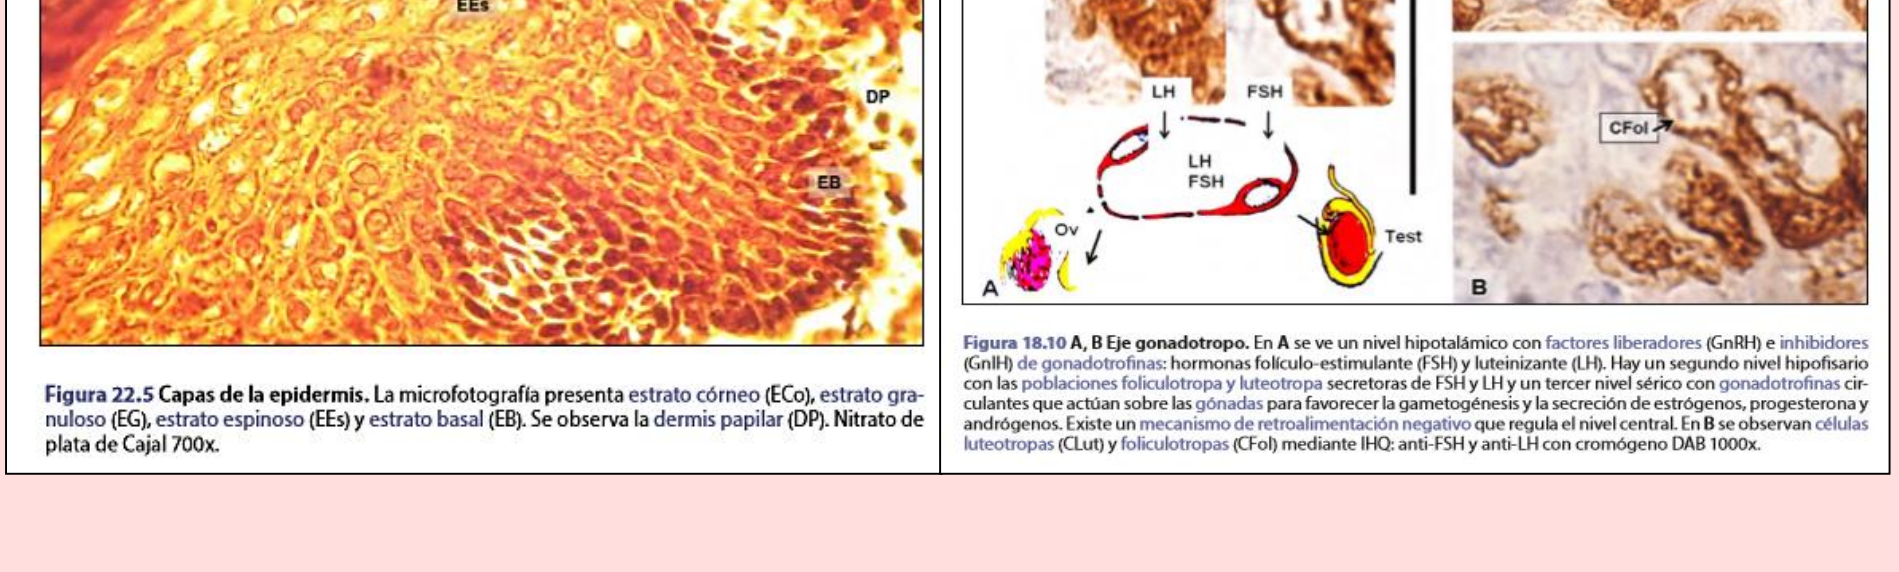 EEs
DP
EB
Figura 22.5 Capas de la epidermis. La microfotografía presenta estrato córneo (ECo), estrato gra-
nuloso (EG), estrato espinoso (EEs) y estrato basal (EB). Se observa la dermis papilar (DP). Nitrato de
plata de Cajal 700x.
LH FSH
LH
FSH
Ov
Test
A
CFol
B
Figura 18.10 A, B Eje gonadotropo. En A se ve un nivel hipotalámico con factores liberadores (GnRH) e inhibidores
(GnIH) de gonadotrofinas: hormonas folículo-estimulante (FSH) y luteinizante (LH). Hay un segundo nivel hipofisario
con las poblaciones foliculotropa y luteotropa secretoras de FSH y LH y un tercer nivel sérico con gonadotrofinas cir-
culantes que actúan sobre las gónadas para favorecer la gametogénesis y la secreción de estrógenos, progesterona y
andrógenos. Existe un mecanismo de retroalimentación negativo que regula el nivel central. En B se observan células
luteotropas (CLut) y foliculotropas (CFol) mediante IHQ: anti-FSH y anti-LH con cromógeno DAB 1000x.